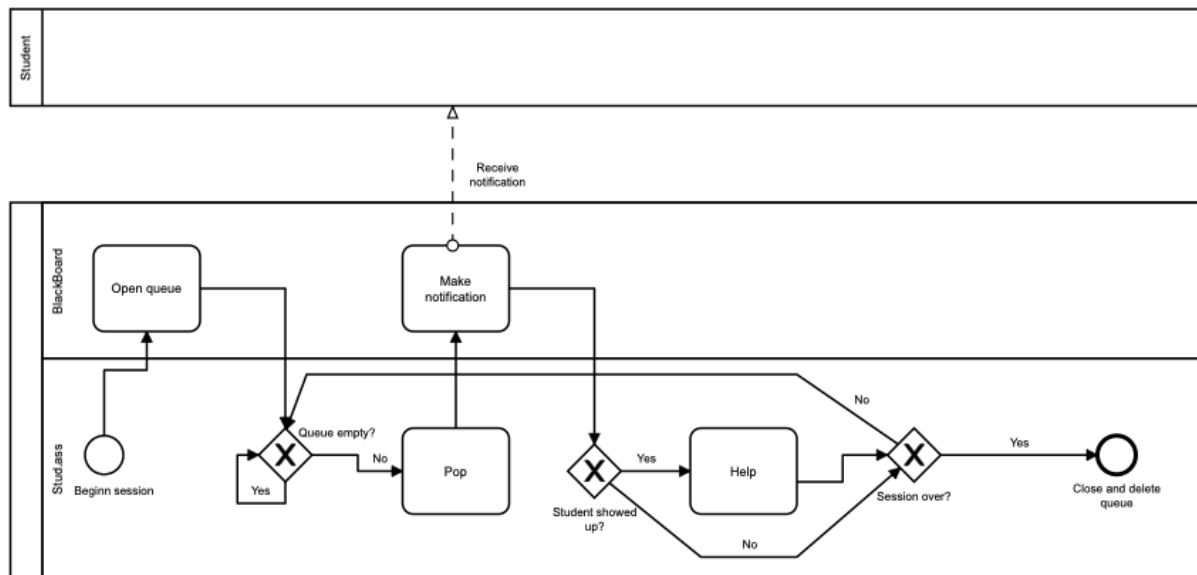 Student
Receive
notification
BlackBoard
Open queue
Make
notification
Stud.ass
Beginn session
Queue empty?
Yes
No
Pop
Student showed
up?
Yes
No
Help
No
Session over?
Yes
Close and delete
queue